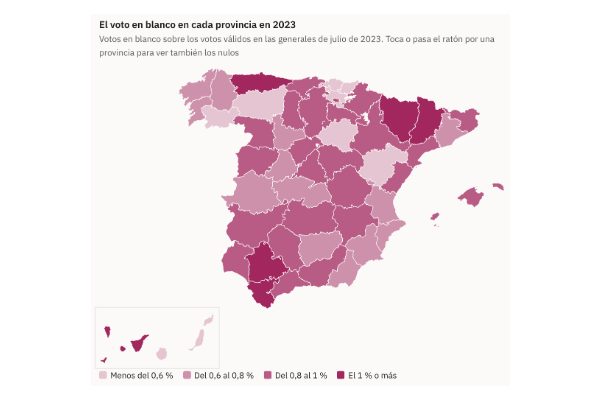 El voto en blanco en cada provincia en 2023
Votos en blanco sobre los votos válidos en las generales de julio de 2023. Toca o pasa el ratón por una
provincia para ver también los nulos
Menos del 0,6 %
Del 0,6 al 0,8 %
Del 0,8 al 1 %
El 1 % o más